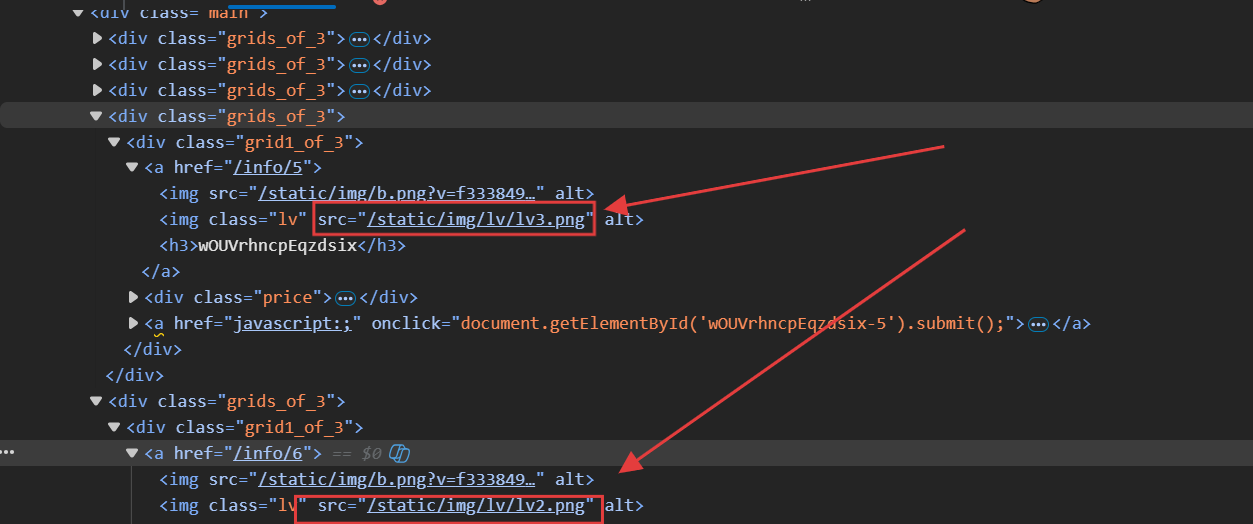 <div class="main">
<div class="grids_of_3">…</div>
<div class="grids_of_3">…</div>
<div class="grids_of_3">…</div>
<div class="grids_of_3">
<div class="grid1_of_3">
<a href="/info/5">
<img src="/static/img/b.png?v=f333849…" alt>
<img class="lv" src="/static/img/lv/lv3.png" alt>
<h3>wOUVrhncpEqzdsix</h3>
</a>
<div class="price">…</div>
<a href="javascript:;" onclick="document.getElementById('wOUVrhncpEqzdsix-5').submit();">…</a>
</div>
</div>
<div class="grids_of_3">
<div class="grid1_of_3">
<a href="/info/6"> == $0
<img src="/static/img/b.png?v=f333849…" alt>
<img class="lv" src="/static/img/lv/lv2.png" alt>